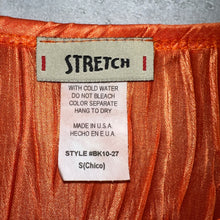 STRETCH
WITH COLD WATER
DO NOT BLEACH
COLOR SEPARATE
HANG TO DRY
MADE IN U.S.A.
HECHO EN E.U.A.
STYLE #BK10-27
S(Chico)